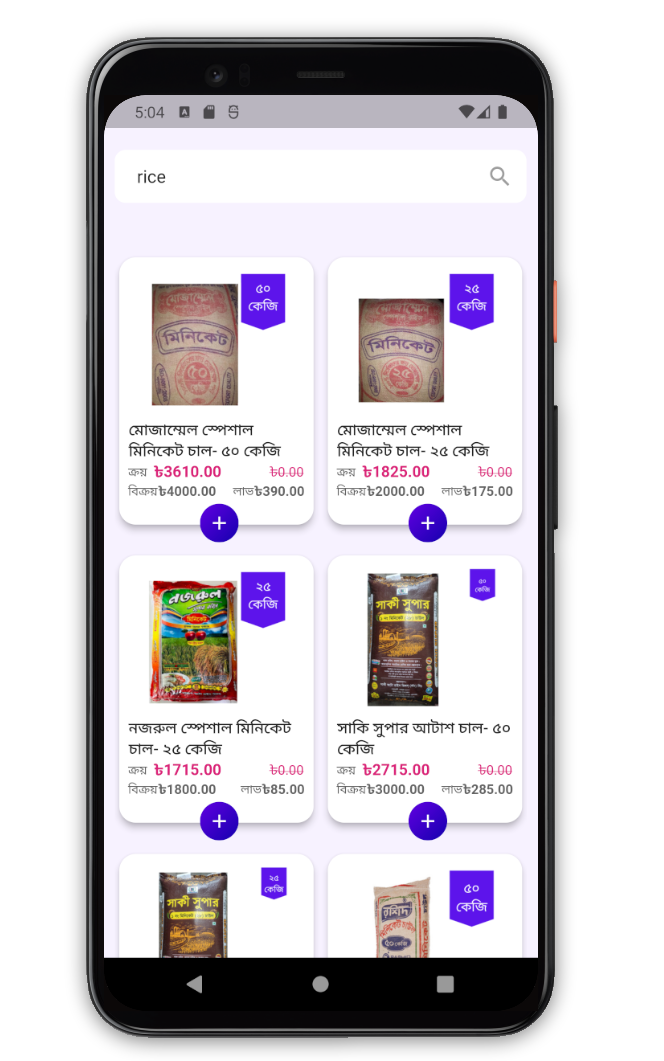 5:04
rice
৫০
কেজি
২৫
কেজি
মোজাম্মেল
মিনিকেট
৫০
মোজাম্মেল
মিনিকেট
২৫
মোজাম্মেল স্পেশাল
মিনিকেট চাল- ৫০ কেজি
ক্রয় ৳3610.00 ৳0.00
বিক্রয়৳4000.00 লাভ৳390.00
+
মোজাম্মেল স্পেশাল
মিনিকেট চাল- ২৫ কেজি
ক্রয় ৳1825.00 ৳0.00
বিক্রয়৳2000.00 লাভ৳175.00
+
২৫
কেজি
৫০
কেজি
নজরুল
মিনিকেট
সাকী সুপার
নজরুল স্পেশাল মিনিকেট
চাল- ২৫ কেজি
ক্রয় ৳1715.00 ৳0.00
বিক্রয়৳1800.00 লাভ৳85.00
+
সাকি সুপার আটাশ চাল- ৫০
কেজি
ক্রয় ৳2715.00 ৳0.00
বিক্রয়৳3000.00 লাভ৳285.00
+
২৫
কেজি
৫০
কেজি
সাকী সুপার
রশিদ
৫০ কেজি